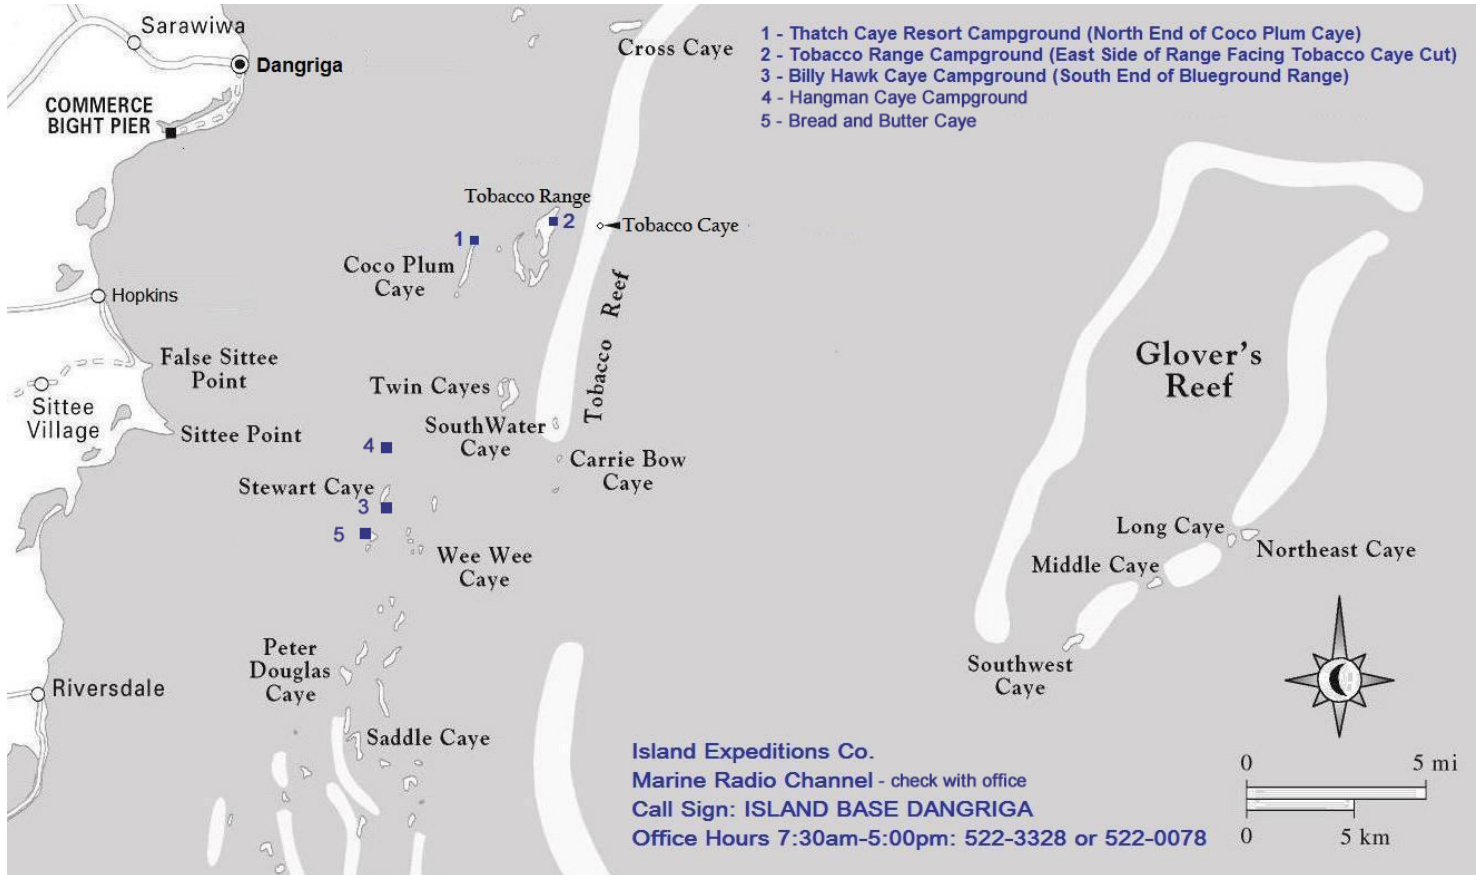 Sarawiwa
Dangriga
COMMERCE
BIGHT PIER
Cross Caye
1 - Thatch Caye Resort Campground (North End of Coco Plum Caye)
2 - Tobacco Range Campground (East Side of Range Facing Tobacco Caye Cut)
3 - Billy Hawk Caye Campground (South End of Blueground Range)
4 - Hangman Caye Campground
5 - Bread and Butter Caye
Tobacco Range
2
Tobacco Caye
1
Coco Plum
Caye
Hopkins
Tobacco Reef
False Sittee
Point
Glover's
Reef
Twin Cayes
Sittee
Village
Sittee Point
SouthWater
Caye
4
Carrie Bow
Caye
Stewart Caye
3
5
Wee Wee
Caye
Long Caye
Northeast Caye
Middle Caye
Southwest
Caye
Peter
Douglas
Caye
Riversdale
Saddle Caye
Island Expeditions Co.
Marine Radio Channel - check with office
Call Sign: ISLAND BASE DANGRIGA
Office Hours 7:30am-5:00pm: 522-3328 or 522-0078
0 5 mi
0 5 km